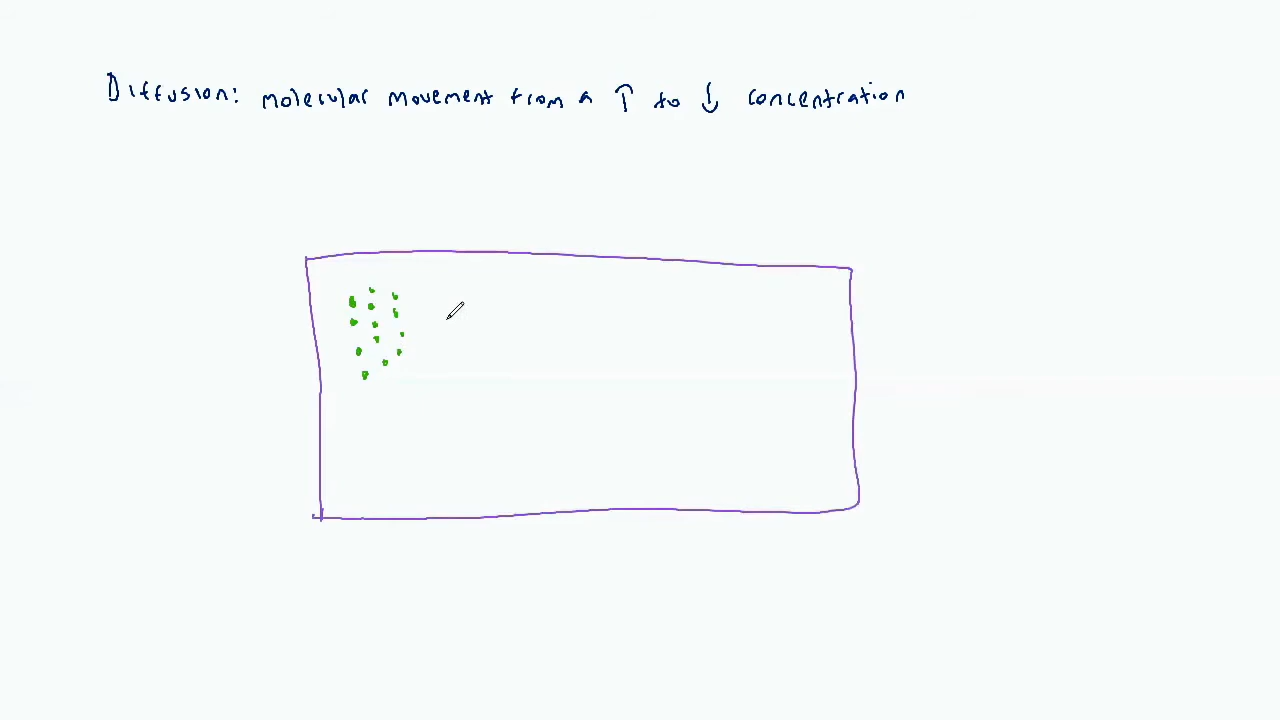 Diffusion: molecular movement from a ↑ to ↓ concentration